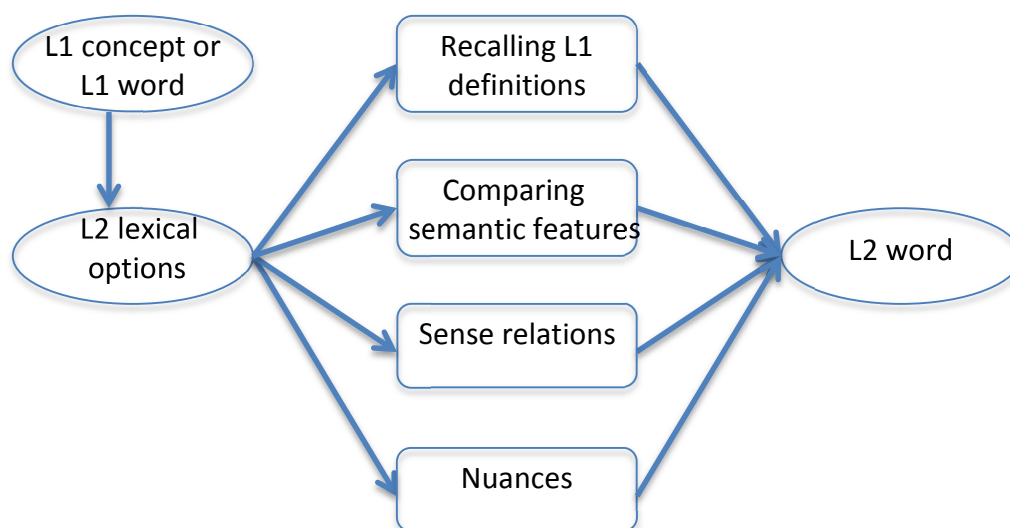 L1 concept or
L1 word
L2 lexical
options
Recalling L1
definitions
Comparing
semantic features
Sense relations
Nuances
L2 word